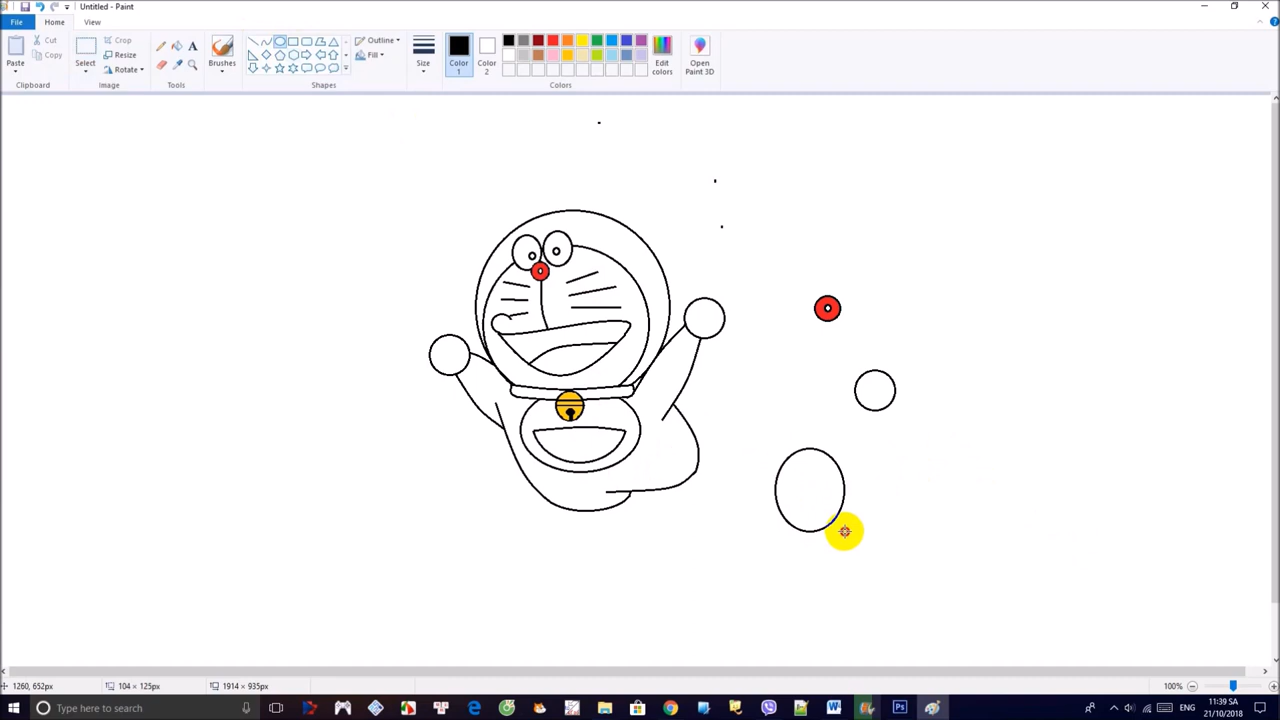 Untitled - Paint
File Home View
Paste
Cut
Copy
Clipboard
Select
Crop
Resize
Rotate
Image
A
Tools
Brushes
Outline
Fill
Shapes
Size
Color 1
Color 2
Edit colors
Colors
Open Paint 3D
1260, 652px 104 × 125px 1914 × 935px 100%
Type here to search
ENG
11:39 SA
21/10/2018